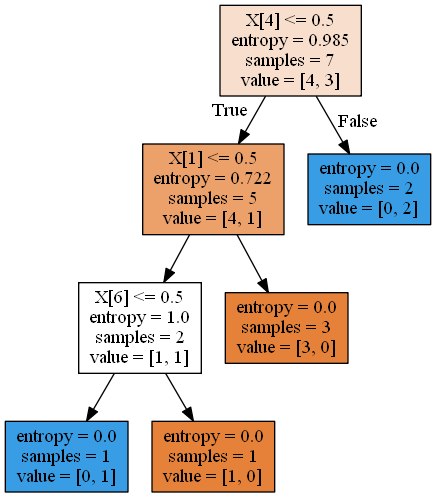 X[4] <= 0.5
entropy = 0.985
samples = 7
value = [4, 3]
True
False
X[1] <= 0.5
entropy = 0.722
samples = 5
value = [4, 1]
entropy = 0.0
samples = 2
value = [0, 2]
X[6] <= 0.5
entropy = 1.0
samples = 2
value = [1, 1]
entropy = 0.0
samples = 3
value = [3, 0]
entropy = 0.0
samples = 1
value = [0, 1]
entropy = 0.0
samples = 1
value = [1, 0]